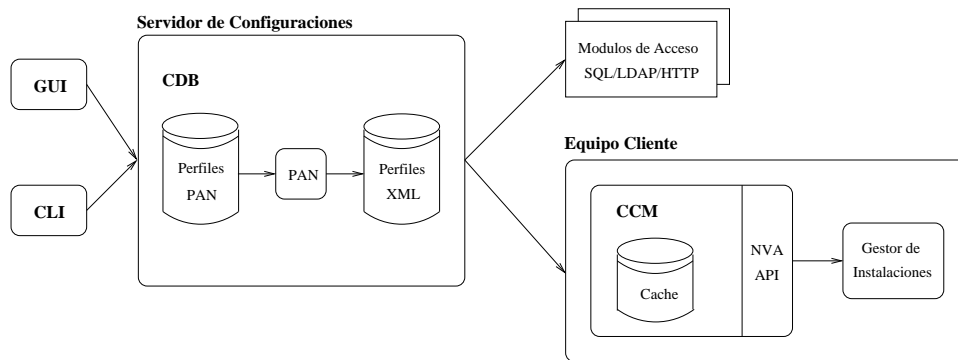 Servidor de Configuraciones
GUI
CLI
CDB
Perfiles
PAN
PAN
Perfiles
XML
Modulos de Acceso
SQL/LDAP/HTTP
Equipo Cliente
CCM
Cache
NVA
API
Gestor de
Instalaciones